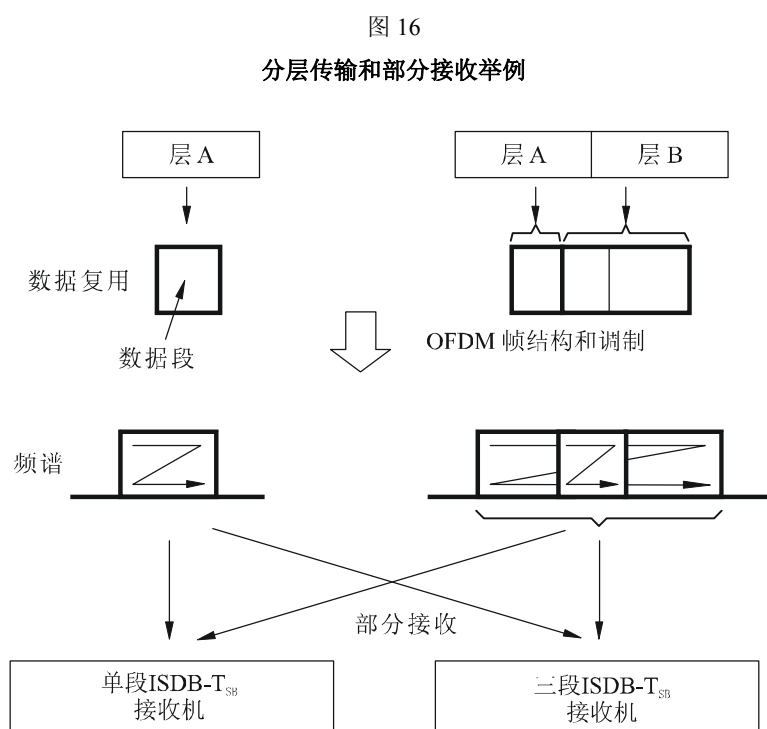 图 16
分层传输和部分接收举例
层 A
层 A
层 B
数据复用
数据段
OFDM 帧结构和调制
频谱
部分接收
单段ISDB-T_SB
接收机
三段ISDB-T_SB
接收机